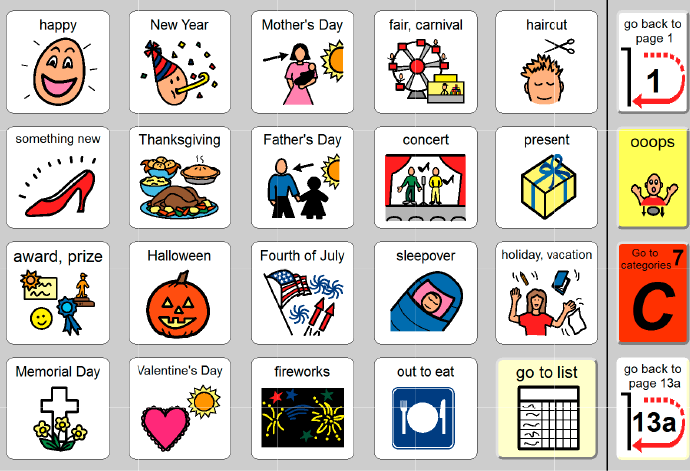 happy
New Year
Mother's Day
fair, carnival
haircut
go back to
page 1
1
something new
Thanksgiving
Father's Day
concert
present
ooops
award, prize
Halloween
Fourth of July
sleepover
holiday, vacation
Go to
categories 7
C
Memorial Day
Valentine's Day
fireworks
out to eat
go to list
go back to
page 13a
13a